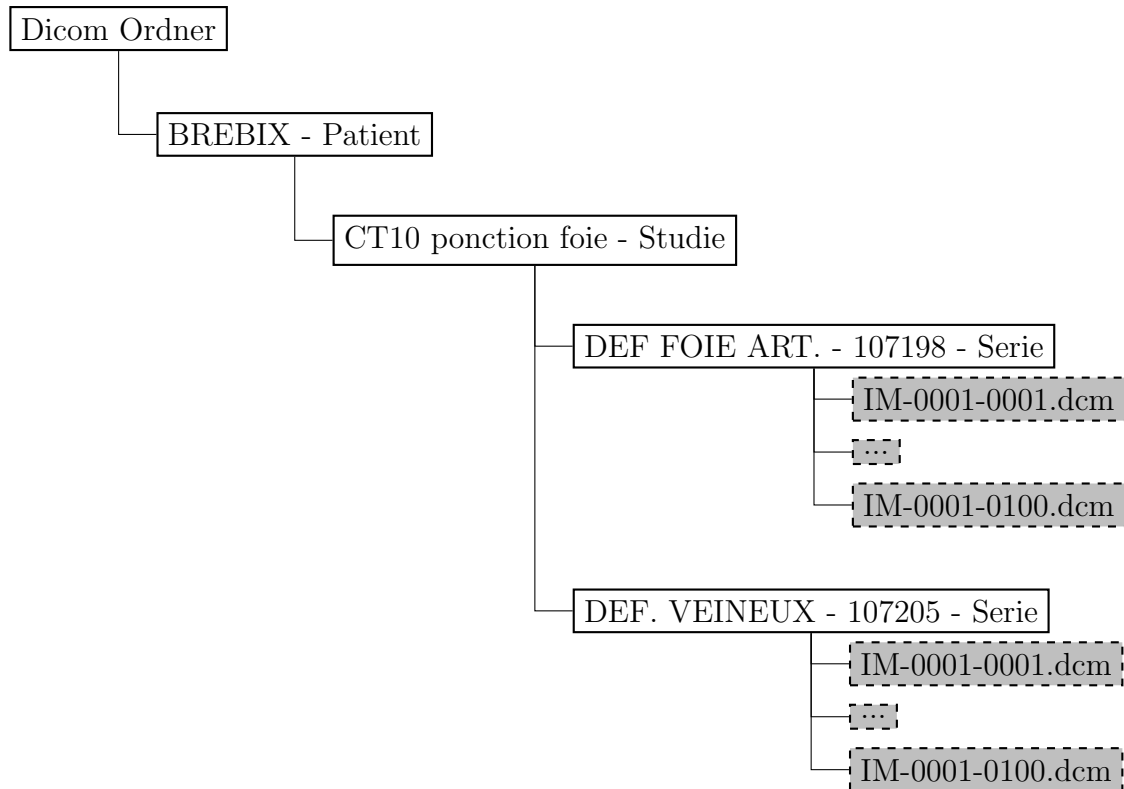 Dicom Ordner
BREBIX - Patient
CT10 ponction foie - Studie
DEF FOIE ART. - 107198 - Serie
IM-0001-0001.dcm
...
IM-0001-0100.dcm
DEF. VEINEUX - 107205 - Serie
IM-0001-0001.dcm
...
IM-0001-0100.dcm